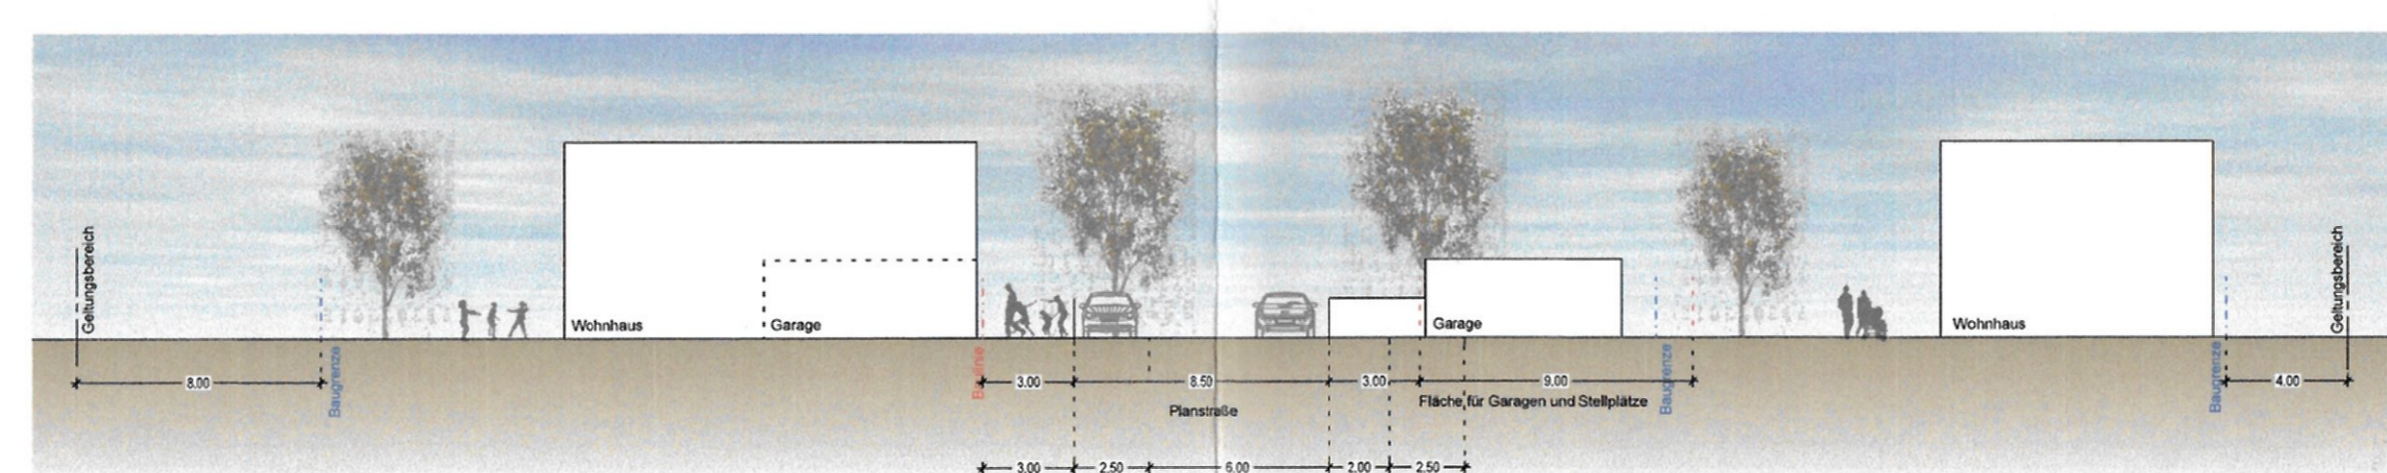 Geltungsbereich
Wohnhaus
Garage
Garage
Wohnhaus
Geltungsbereich
8.00
Baugrenze
Baulinie
3.00
8.50
3.00
9.00
Baugrenze
Baugrenze
4.00
Planstraße
Fläche für Garagen und Stellplätze
3.00
2.50
6.00
2.00
2.50